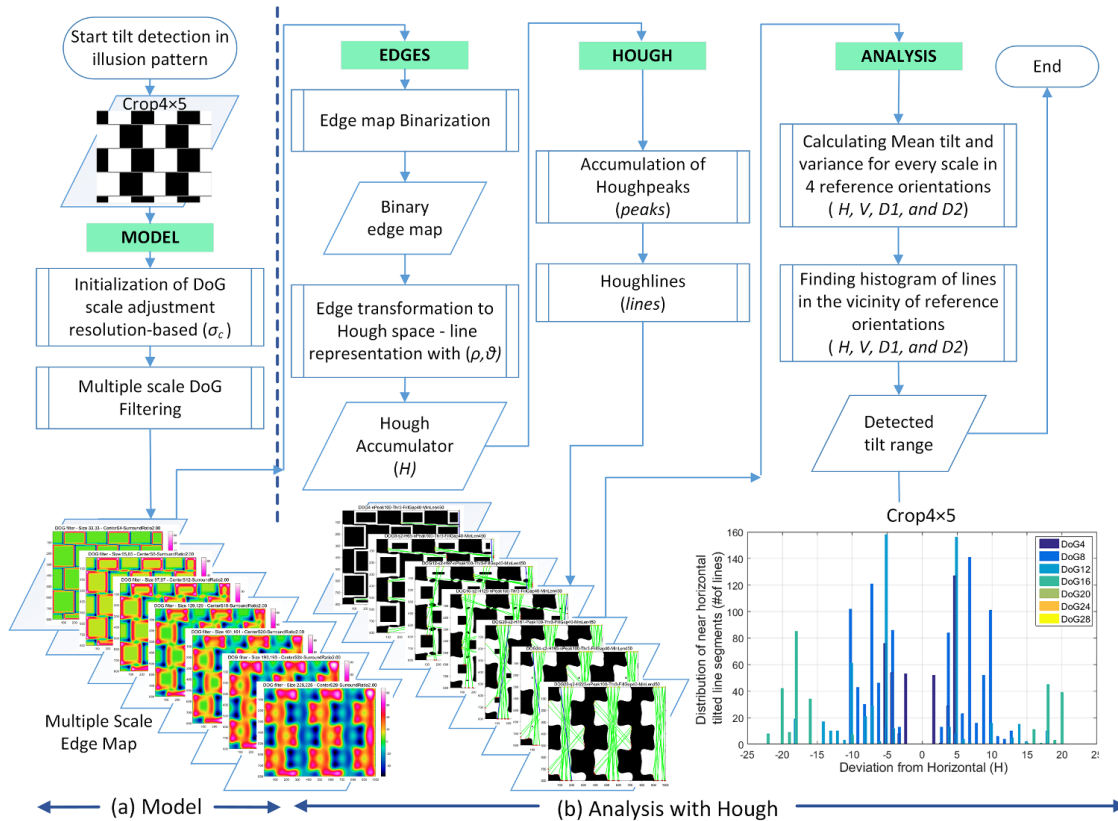 Start tilt detection in
illusion pattern
Crop4×5
MODEL
Initialization of DoG
scale adjustment
resolution-based (σc)
Multiple scale DoG
Filtering
Multiple Scale
Edge Map
(a) Model
EDGES
Edge map Binarization
Binary
edge map
Edge transformation to
Hough space - line
representation with (ρ,ϑ)
Hough
Accumulator
(H)
HOUGH
Accumulation of
Houghpeaks
(peaks)
Houghlines
(lines)
ANALYSIS
Calculating Mean tilt and
variance for every scale in
4 reference orientations
( H, V, D1, and D2)
Finding histogram of lines
in the vicinity of reference
orientations
( H, V, D1, and D2)
Detected
tilt range
End
Crop4×5
Distribution of near horizontal
tilted line segments (# of lines)
160
140
120
100
80
60
40
20
0
-25 -20 -15 -10 -5 0 5 10 15 20 25
Deviation from Horizontal (H)
DoG4
DoG8
DoG12
DoG16
DoG20
DoG24
DoG28
(b) Analysis with Hough